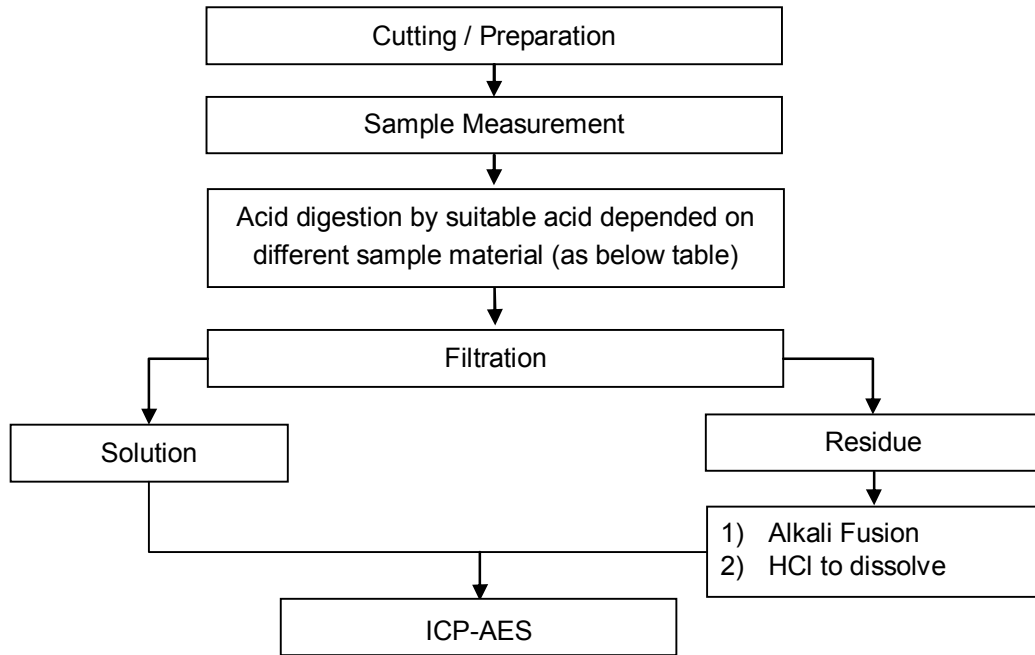 Cutting / Preparation
Sample Measurement
Acid digestion by suitable acid depended on
different sample material (as below table)
Filtration
Solution
Residue
1) Alkali Fusion
2) HCl to dissolve
ICP-AES